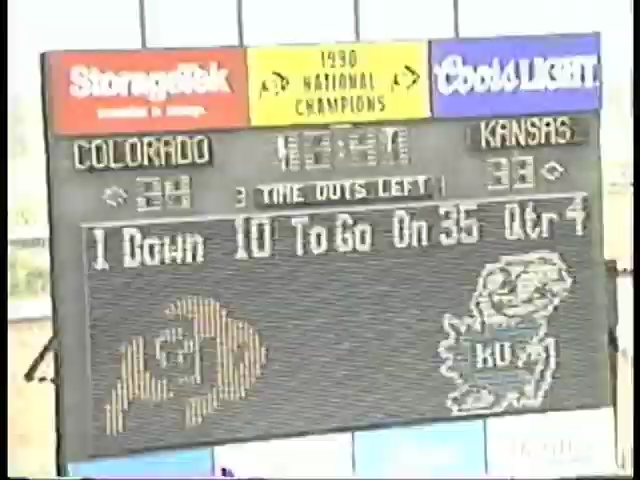 StorageTek
1990
NATIONAL
CHAMPIONS
Coors LIGHT
COLORADO
KANSAS
33
3 TIME OUTS LEFT 1
1 Down 10 To Go On 35 Qtr 4
KU